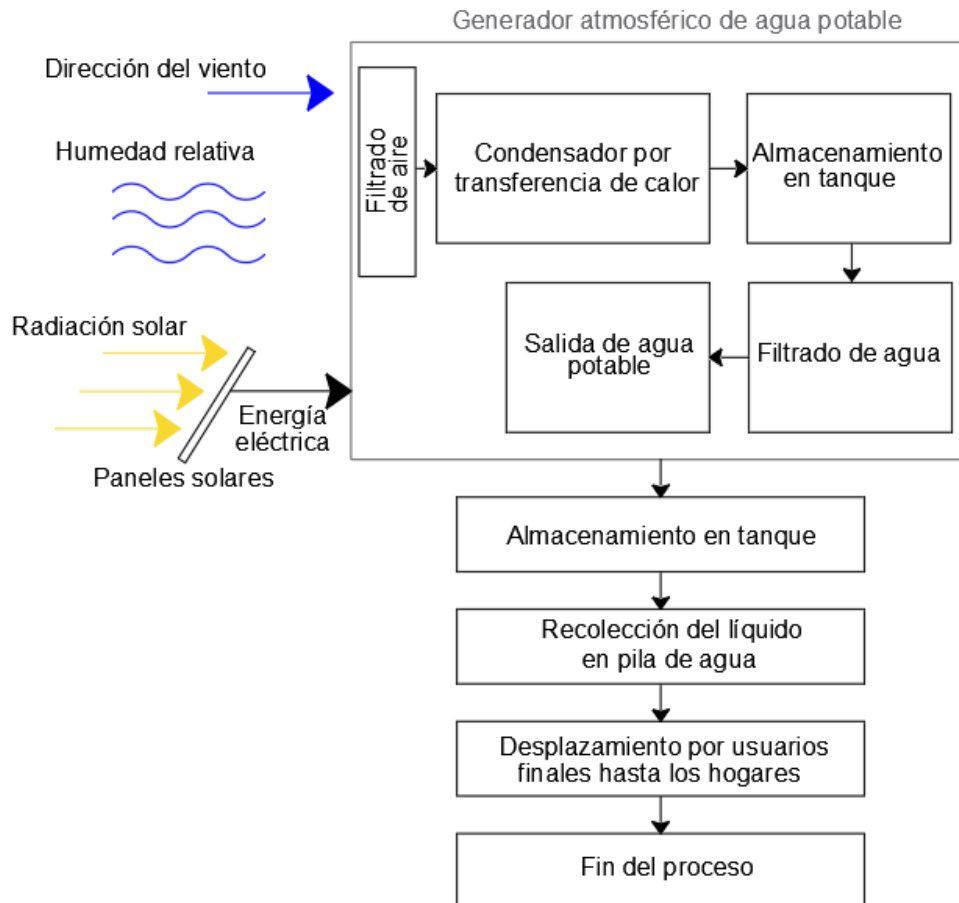 Generador atmosférico de agua potable
Dirección del viento
Humedad relativa
Radiación solar
Energía
eléctrica
Paneles solares
Filtrado
de aire
Condensador por
transferencia de calor
Almacenamiento
en tanque
Filtrado de agua
Salida de agua
potable
Almacenamiento en tanque
Recolección del líquido
en pila de agua
Desplazamiento por usuarios
finales hasta los hogares
Fin del proceso